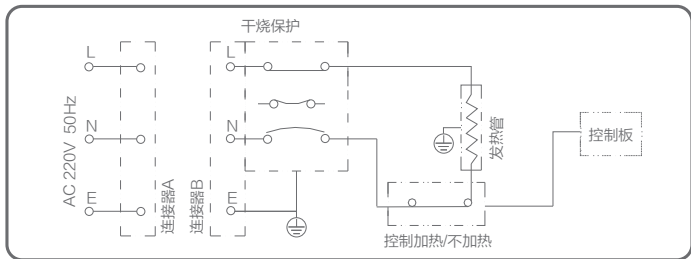 干烧保护
L
L
N
N
E
E
AC 220V 50Hz
连接器A
连接器B
发热管
控制板
控制加热/不加热